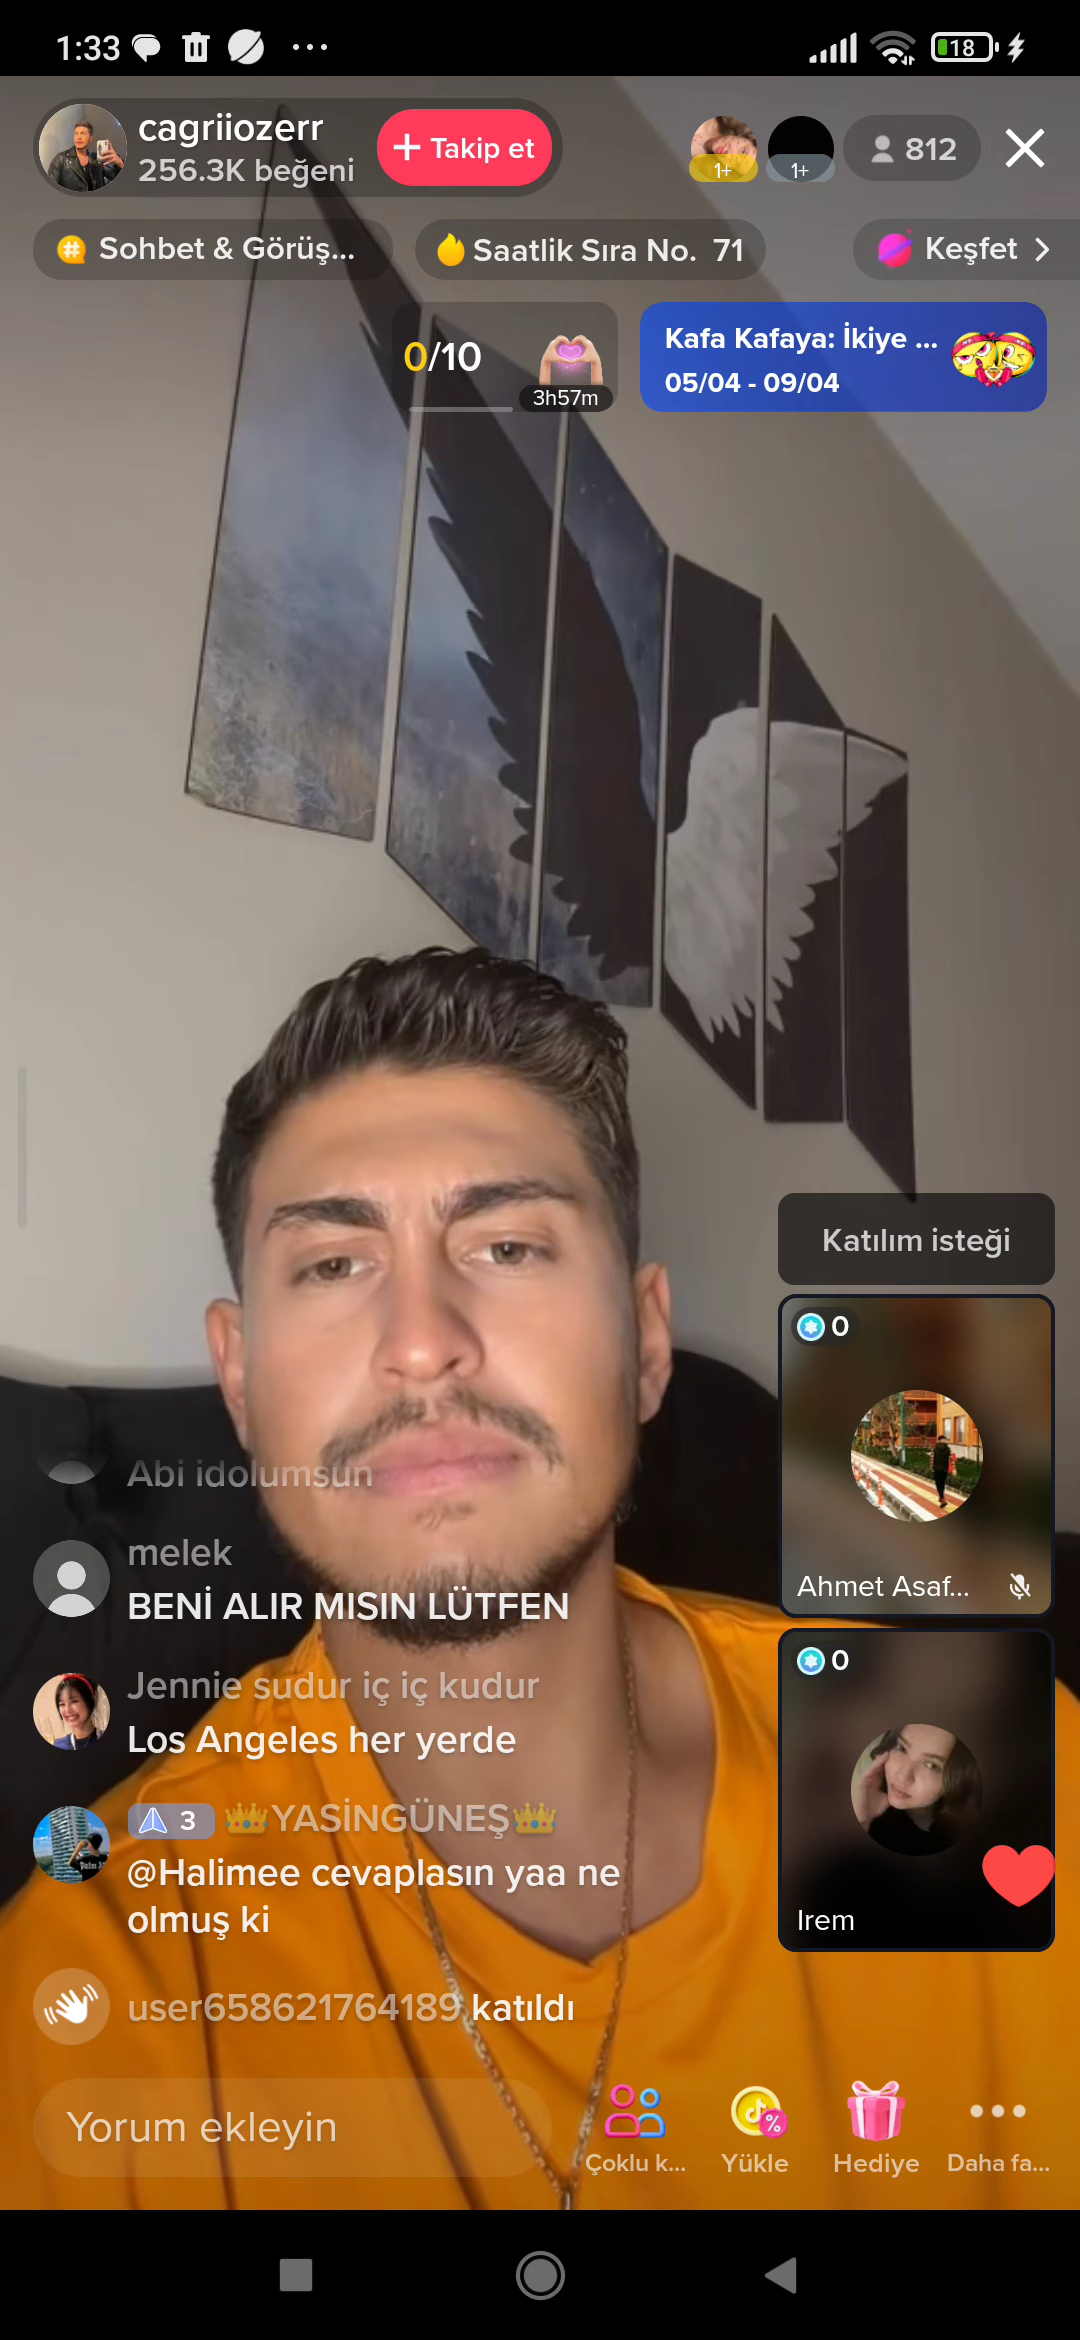 1:33
18
cagriiozerr
256.3K beğeni
+ Takip et
1+
1+
812
Sohbet & Görüş...
Saatlik Sıra No. 71
Keşfet >
0/10
3h57m
Kafa Kafaya: İkiye ...
05/04 - 09/04
Katılım isteği
0
Ahmet Asaf...
0
Irem
Abi idolumsun
melek
BENİ ALIR MISIN LÜTFEN
Jennie sudur iç iç kudur
Los Angeles her yerde
3 👑YASİNGÜNEŞ👑
@Halimee cevaplasın yaa ne
olmuş ki
user658621764189 katıldı
Yorum ekleyin
Çoklu k...
Yükle
Hediye
Daha fa...